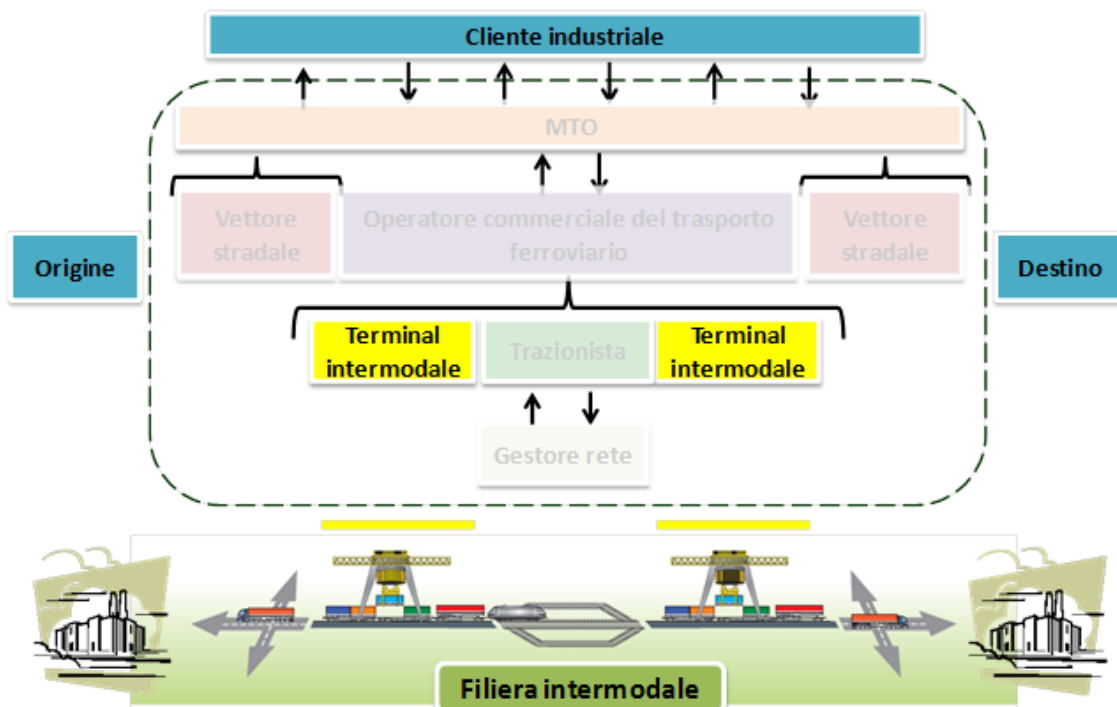 Cliente industriale
MTO
Vettore
stradale
Operatore commerciale del trasporto
ferroviario
Vettore
stradale
Origine
Destino
Terminal
intermodale
Trazionista
Terminal
intermodale
Gestore rete
Filiera intermodale